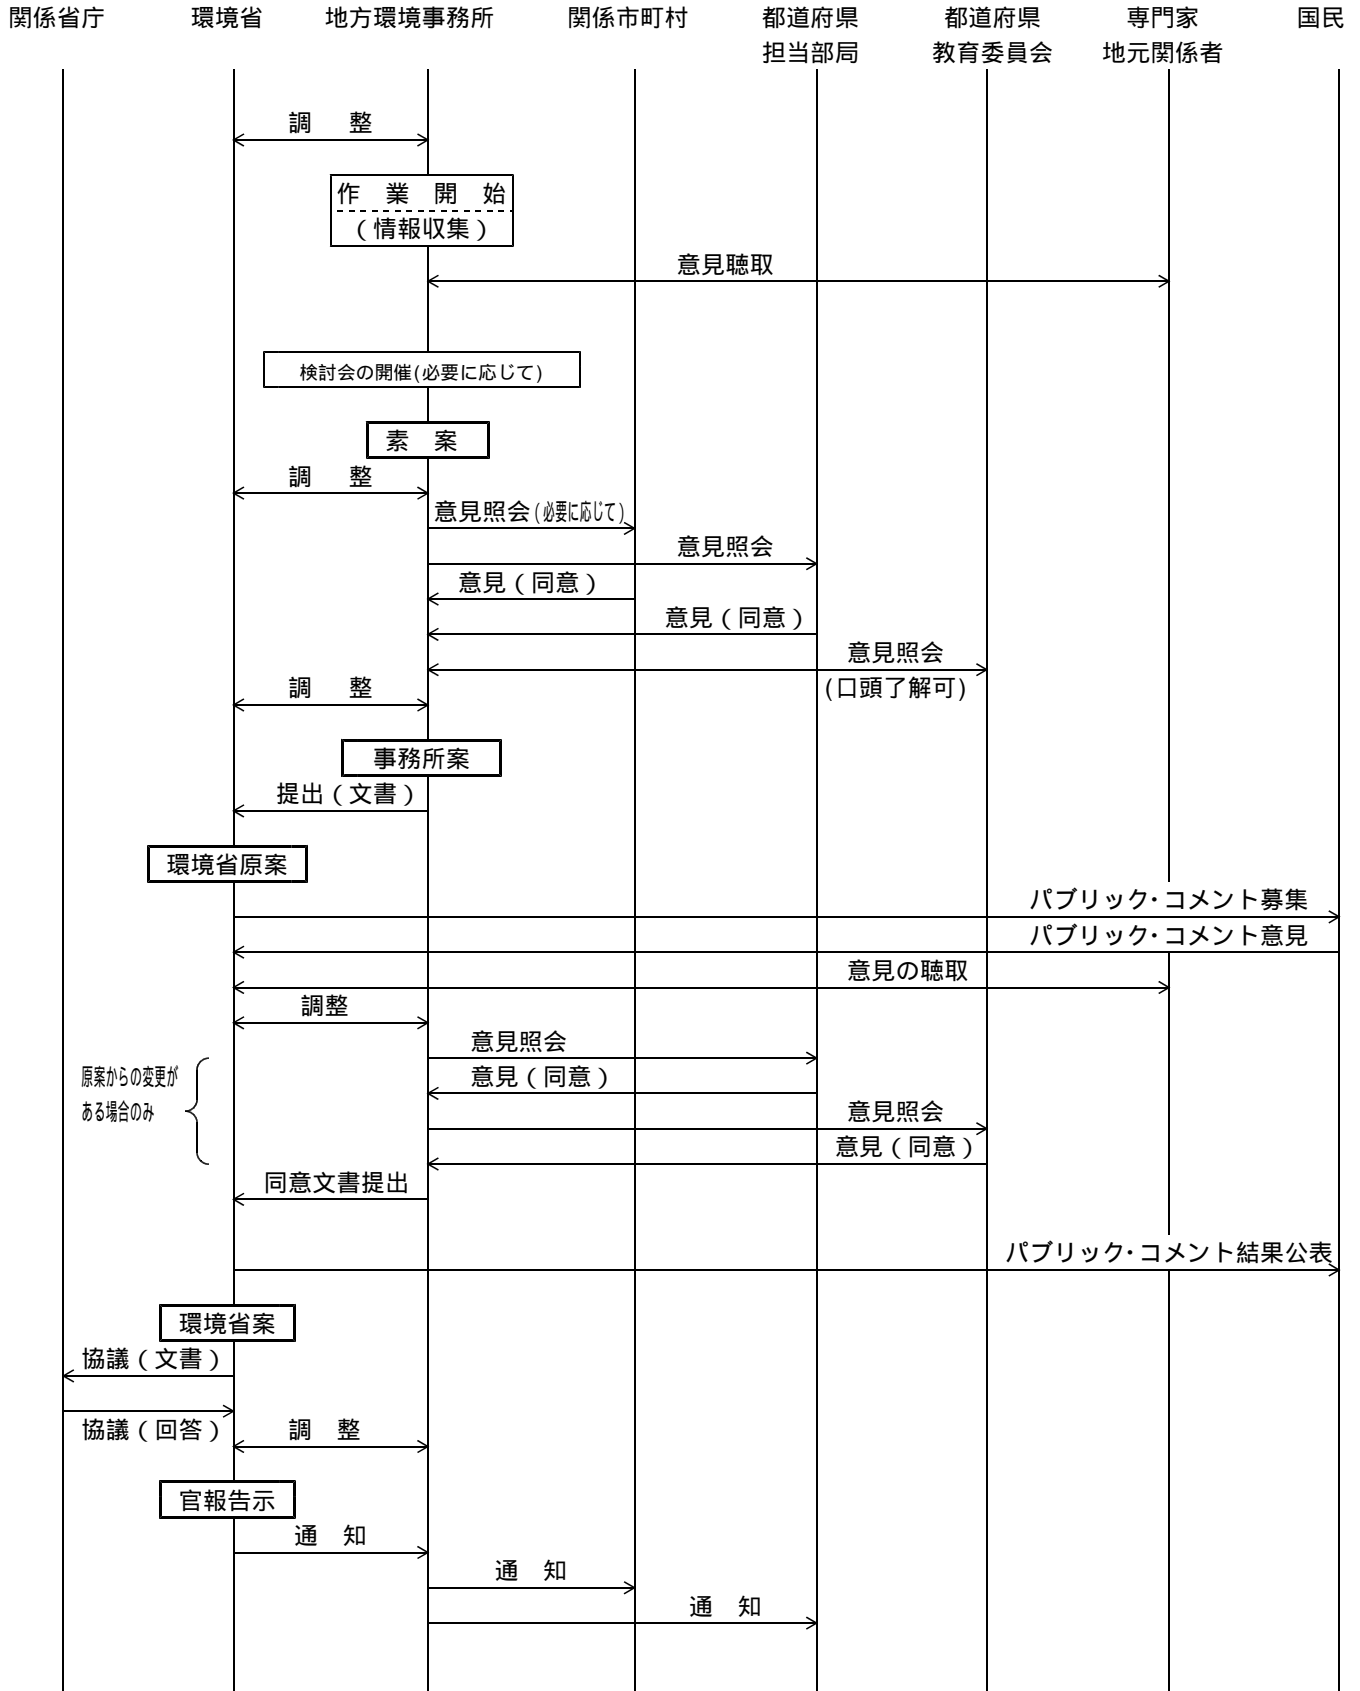 関係省庁 環境省 地方環境事務所 関係市町村 都道府県 都道府県 専門家 国民
担当部局 教育委員会 地元関係者
調 整
作 業 開 始
(情報収集)
意見聴取
検討会の開催(必要に応じて)
素 案
調 整
意見照会(必要に応じて)
意見照会
意見(同意)
意見(同意)
意見照会
調 整 (口頭了解可)
事務所案
提出(文書)
環境省原案
パブリック・コメント募集
パブリック・コメント意見
意見の聴取
調整
意見照会
原案からの変更が 意見(同意)
ある場合のみ 意見照会
意見(同意)
同意文書提出
パブリック・コメント結果公表
環境省案
協議(文書)
協議(回答) 調 整
官報告示
通 知
通 知
通 知